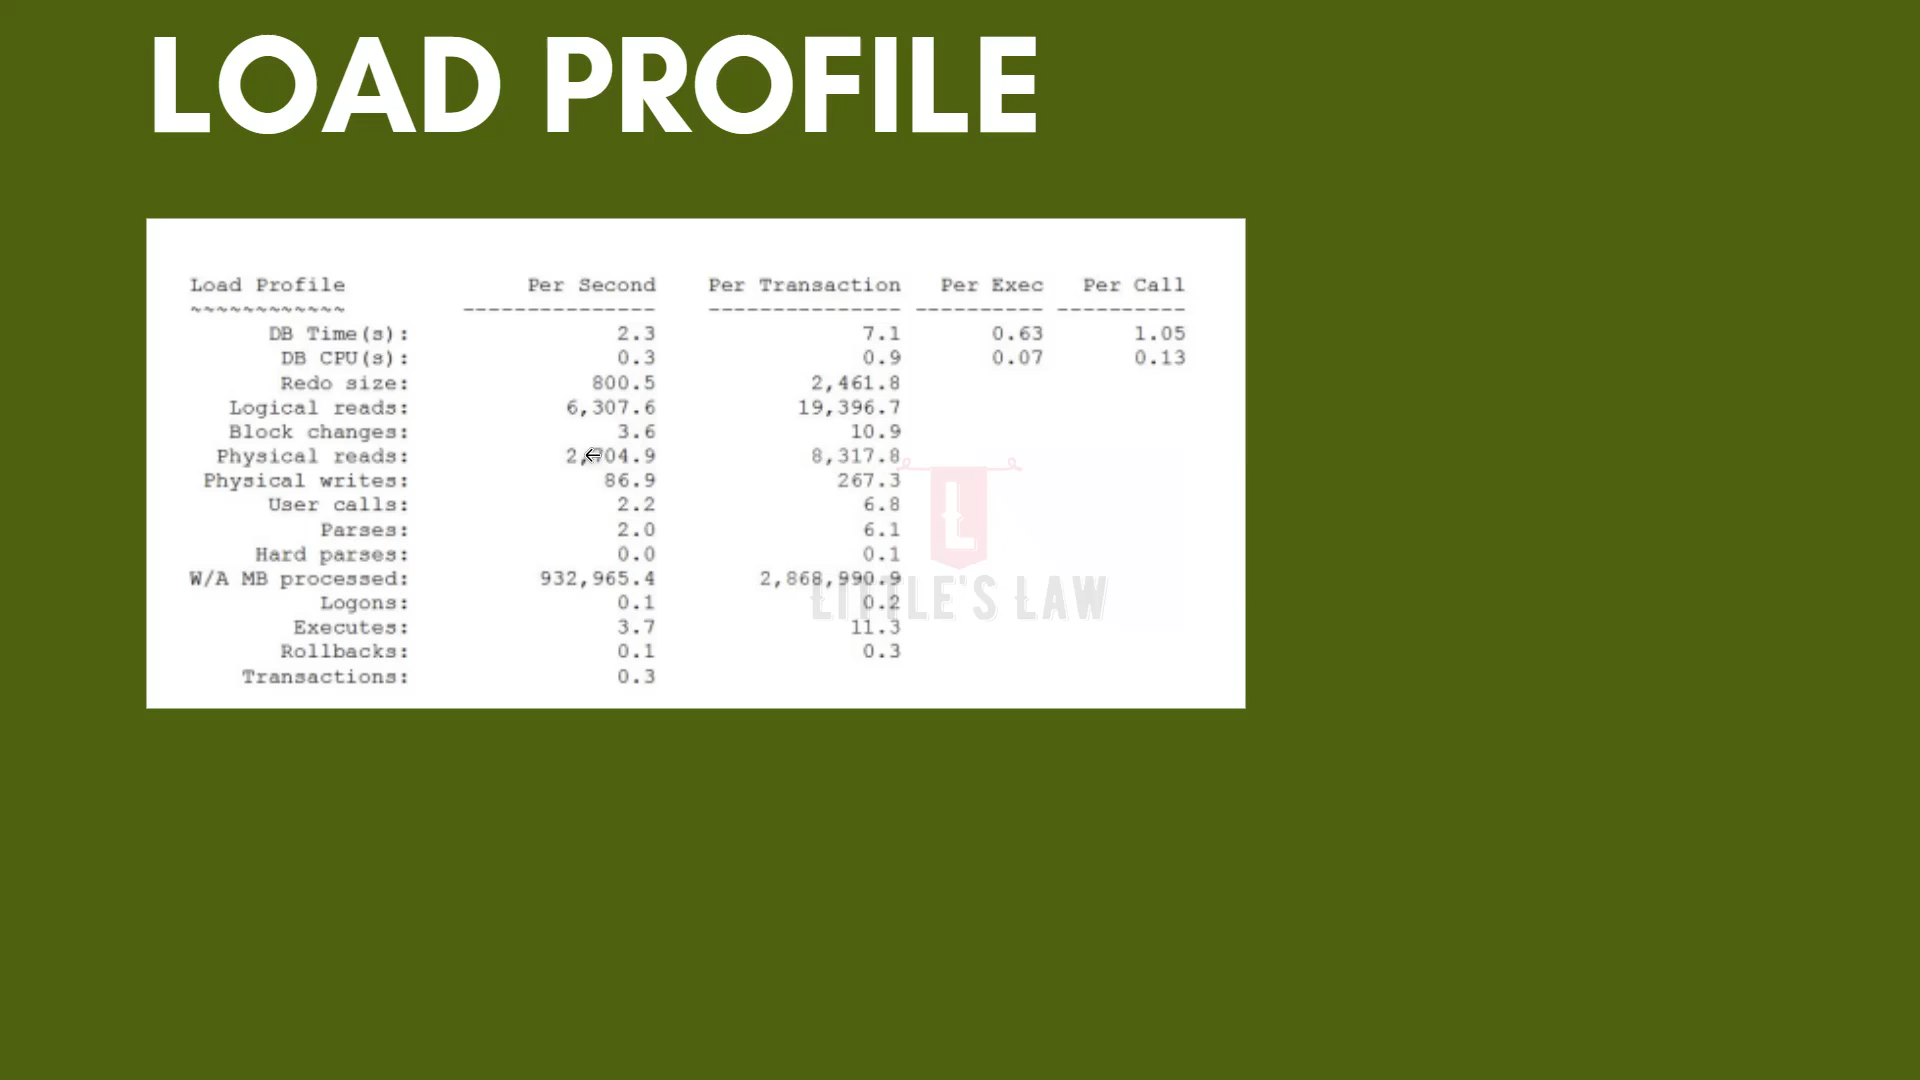 LOAD PROFILE
Load Profile Per Second Per Transaction Per Exec Per Call
~~~~~~~~~~~~ --------------- --------------- ---------- ----------
DB Time(s): 2.3 7.1 0.63 1.05
DB CPU(s): 0.3 0.9 0.07 0.13
Redo size: 800.5 2,461.8
Logical reads: 6,307.6 19,396.7
Block changes: 3.6 10.9
Physical reads: 2,704.9 8,317.8
Physical writes: 86.9 267.3
User calls: 2.2 6.8
Parses: 2.0 6.1
Hard parses: 0.0 0.1
W/A MB processed: 932,965.4 2,868,990.9
Logons: 0.1 0.2
Executes: 3.7 11.3
Rollbacks: 0.1 0.3
Transactions: 0.3
L
LITTLE'S LAW